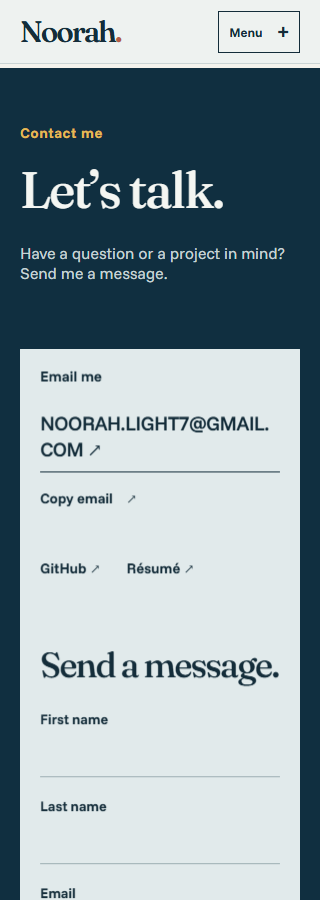 Noorah.
Menu +
Contact me
Let’s talk.
Have a question or a project in mind?
Send me a message.
Email me
NOORAH.LIGHT7@GMAIL.
COM ↗
Copy email ↗
GitHub ↗ Résumé ↗
Send a message.
First name
Last name
Email